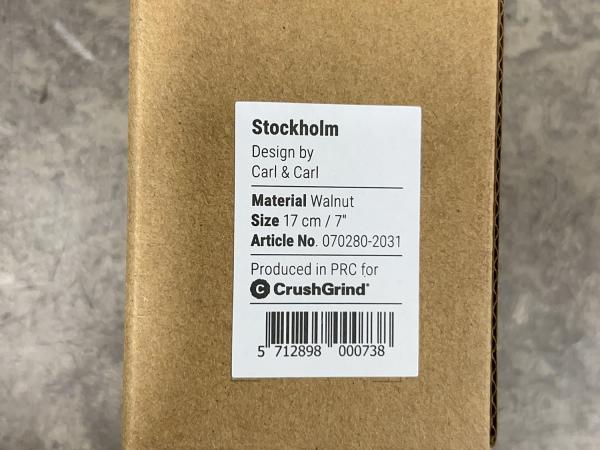 Stockholm
Design by
Carl & Carl
Material Walnut
Size 17 cm / 7"
Article No. 070280-2031
Produced in PRC for
C CrushGrind®
5 712898 000738